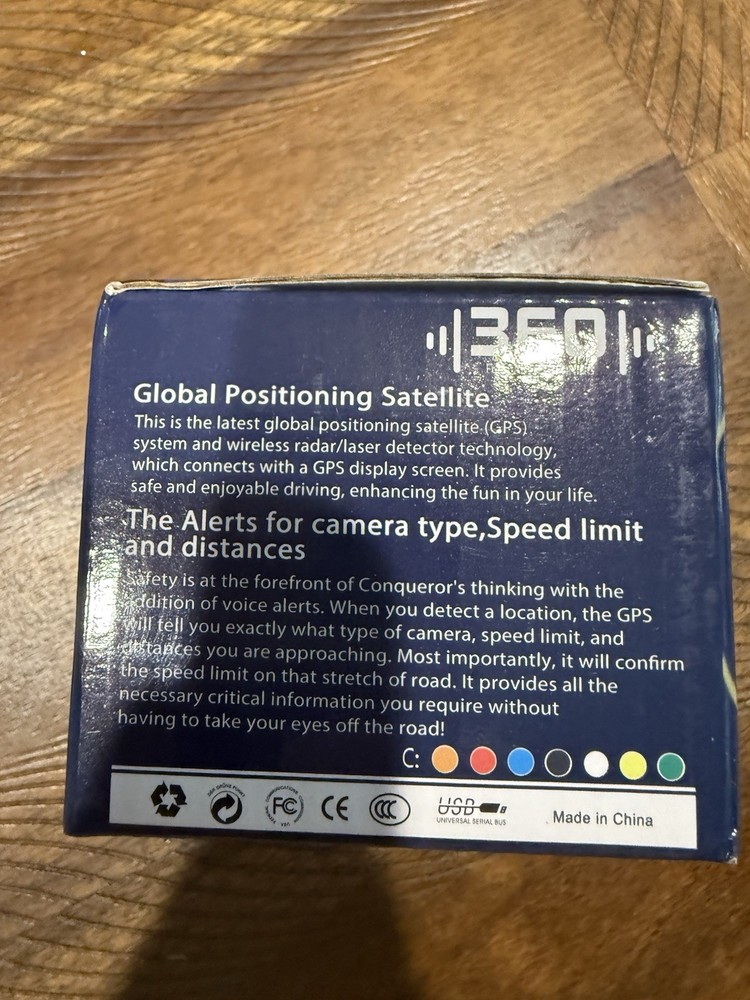 360
Global Positioning Satellite
This is the latest global positioning satellite (GPS)
system and wireless radar/laser detector technology,
which connects with a GPS display screen. It provides
safe and enjoyable driving, enhancing the fun in your life.
The Alerts for camera type,Speed limit
and distances
Safety is at the forefront of Conqueror's thinking with the
addition of voice alerts. When you detect a location, the GPS
will tell you exactly what type of camera, speed limit, and
distances you are approaching. Most importantly, it will confirm
the speed limit on that stretch of road. It provides all the
necessary critical information you require without
having to take your eyes off the road!
C:
FC CE CCC USB Made in China
UNIVERSAL SERIAL BUS